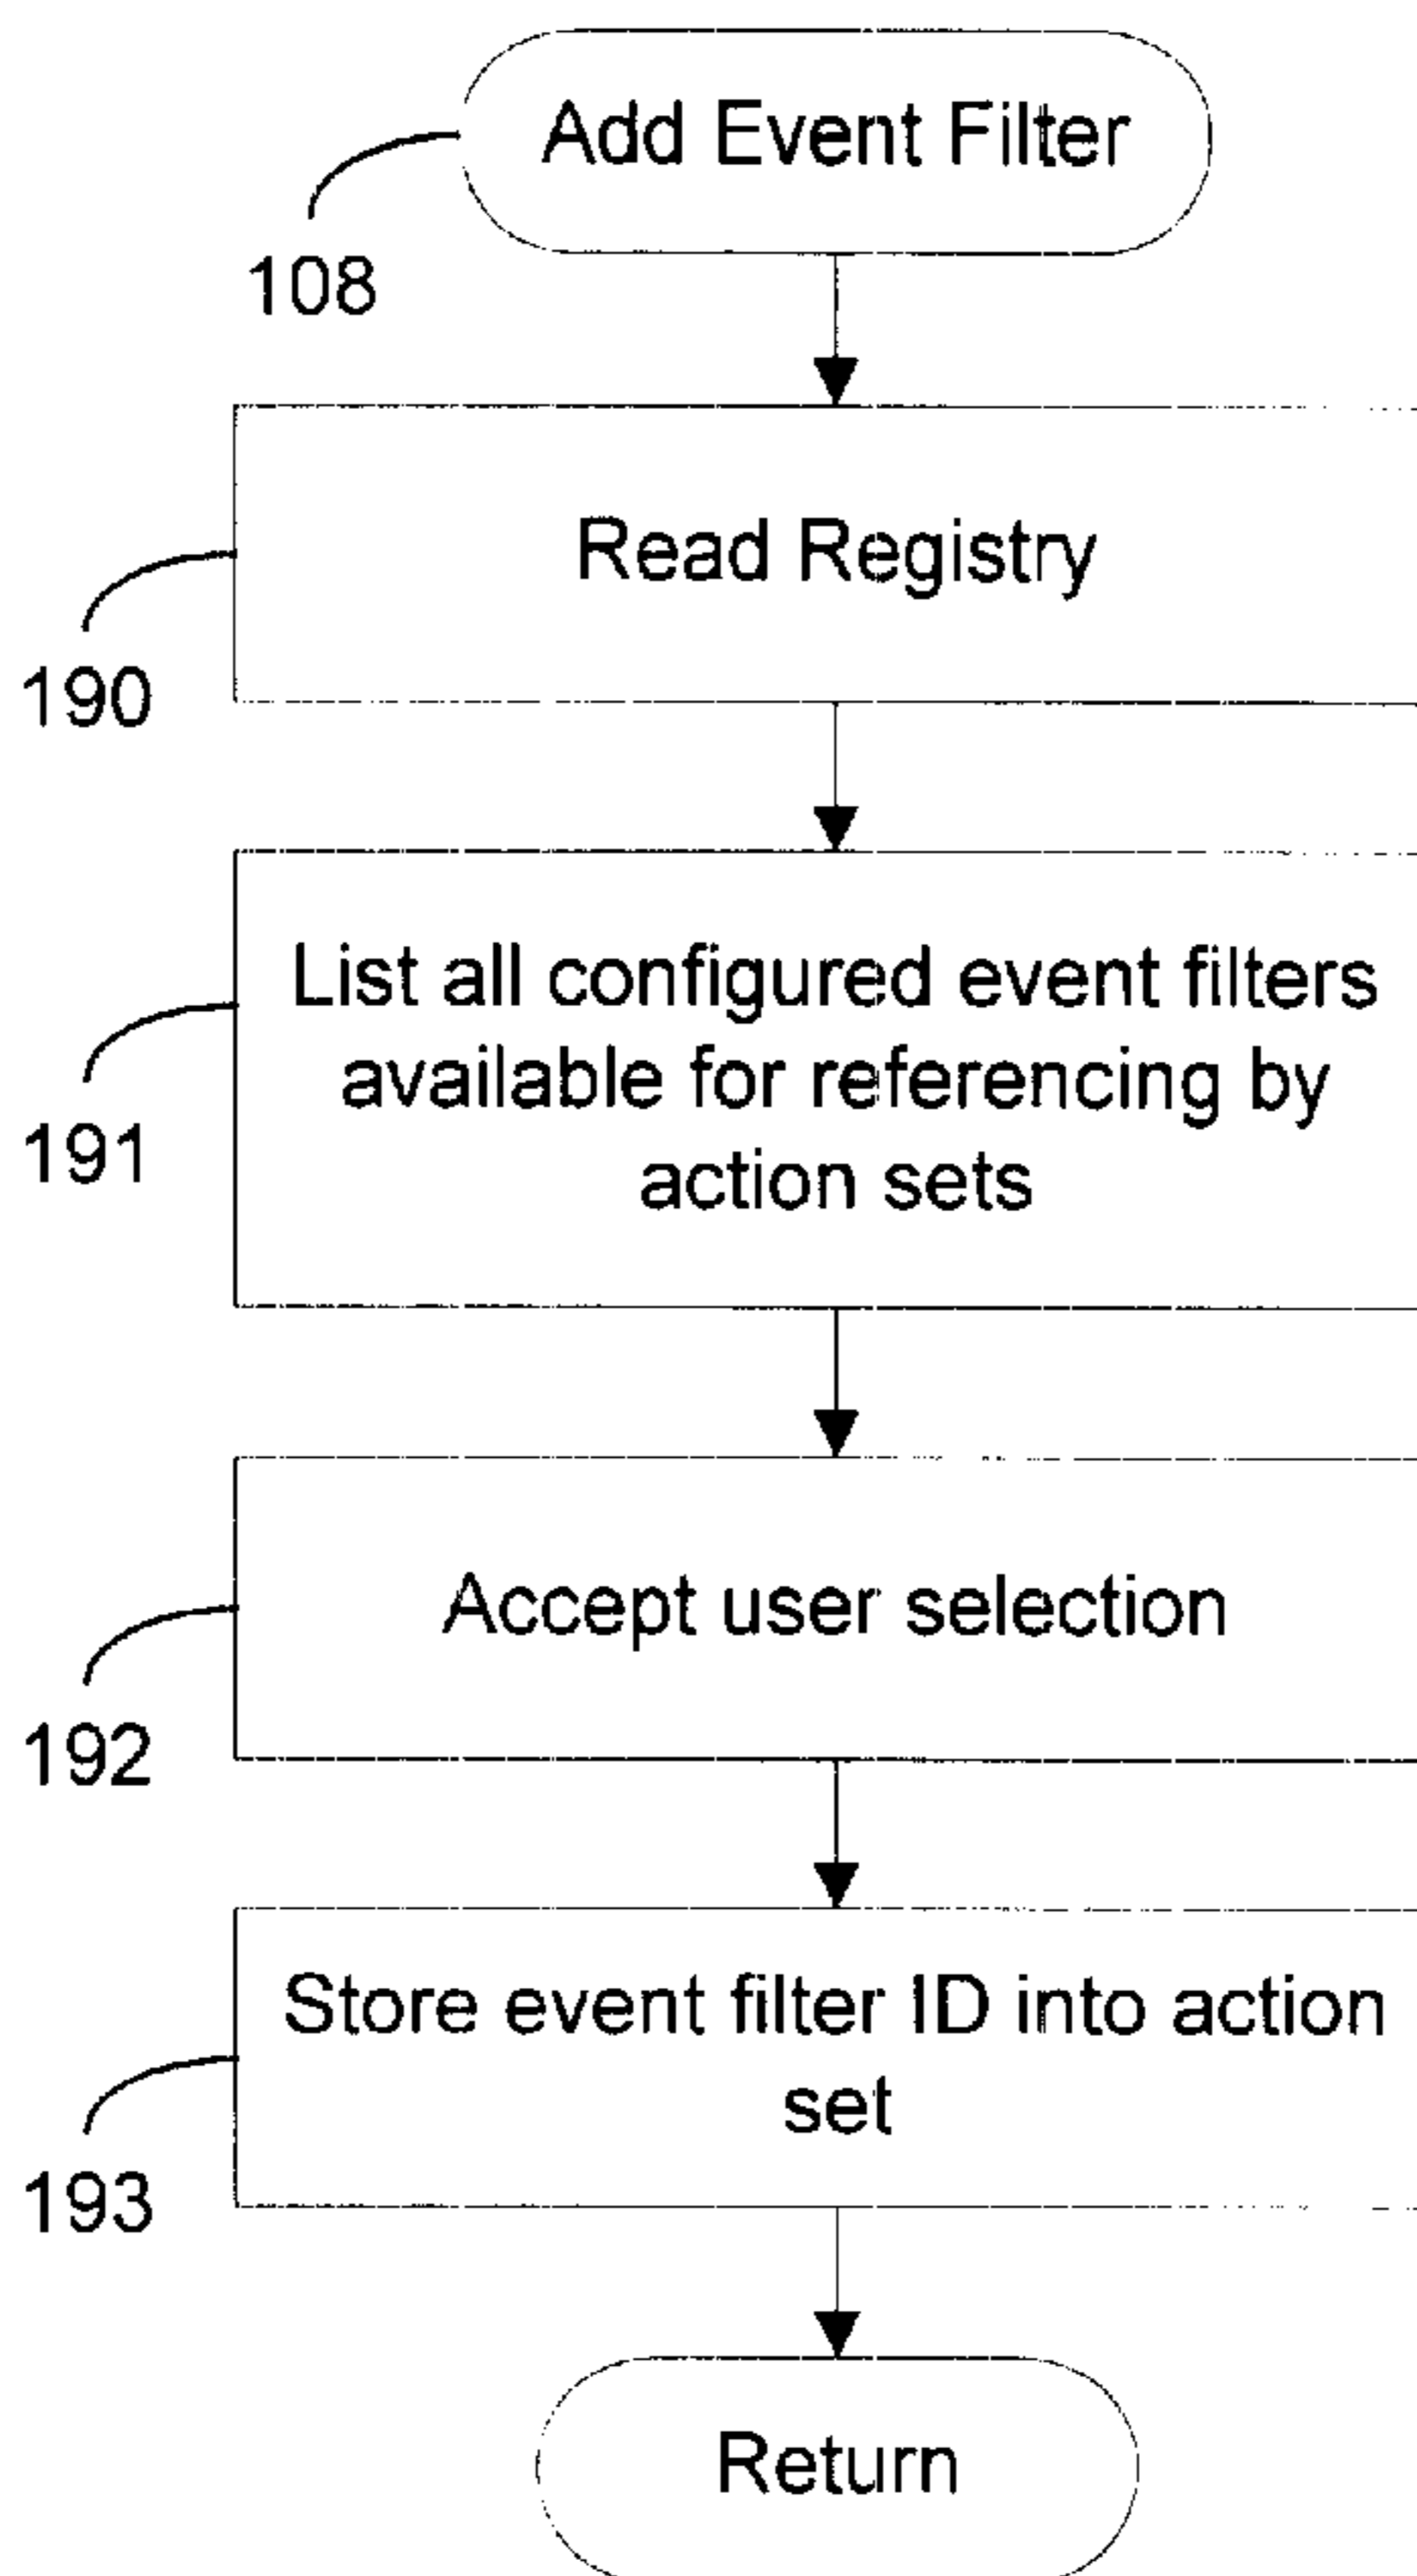 Add Event Filter
108
Read Registry
190
List all configured event filters
available for referencing by
action sets
191
Accept user selection
192
Store event filter ID into action
set
193
Return